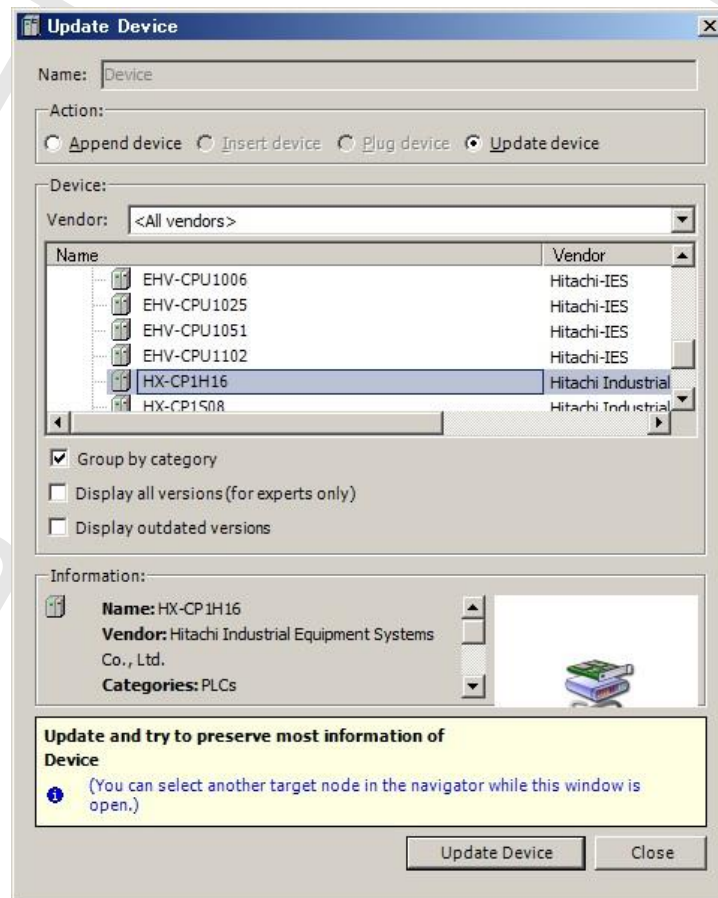 Update Device
Name: Device
Action:
Append device Insert device Plug device Update device
Device:
Vendor: <All vendors>
Name Vendor
EHV-CPU1006 Hitachi-IES
EHV-CPU1025 Hitachi-IES
EHV-CPU1051 Hitachi-IES
EHV-CPU1102 Hitachi-IES
HX-CP1H16 Hitachi Industrial
HX-CP1S08 Hitachi Industrial
Group by category
Display all versions (for experts only)
Display outdated versions
Information:
Name: HX-CP1H16
Vendor: Hitachi Industrial Equipment Systems
Co., Ltd.
Categories: PLCs
Update and try to preserve most information of
Device
(You can select another target node in the navigator while this window is
open.)
Update Device Close